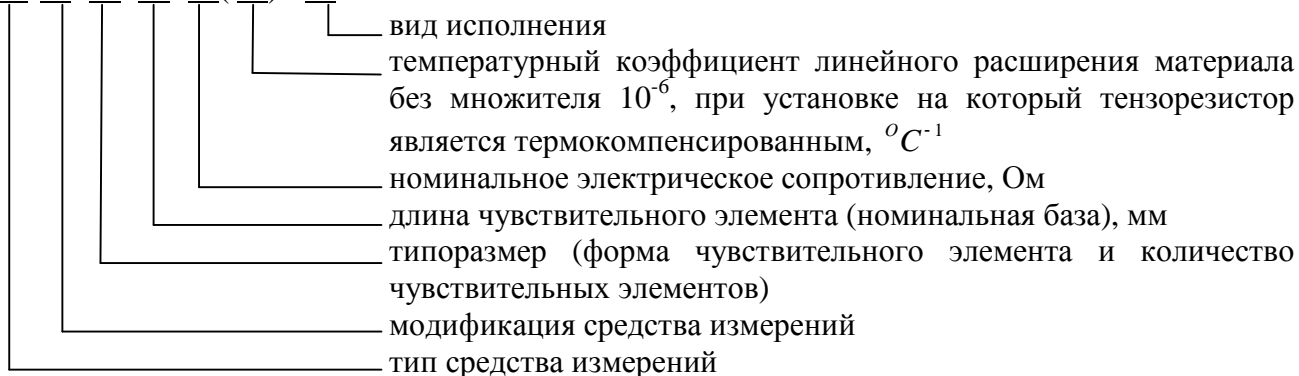 вид исполнения
температурный коэффициент линейного расширения материала
без множителя 10⁻⁶, при установке на который тензорезистор
является термокомпенсированным, ᴼC⁻¹
номинальное электрическое сопротивление, Ом
длина чувствительного элемента (номинальная база), мм
типоразмер (форма чувствительного элемента и количество
чувствительных элементов)
модификация средства измерений
тип средства измерений